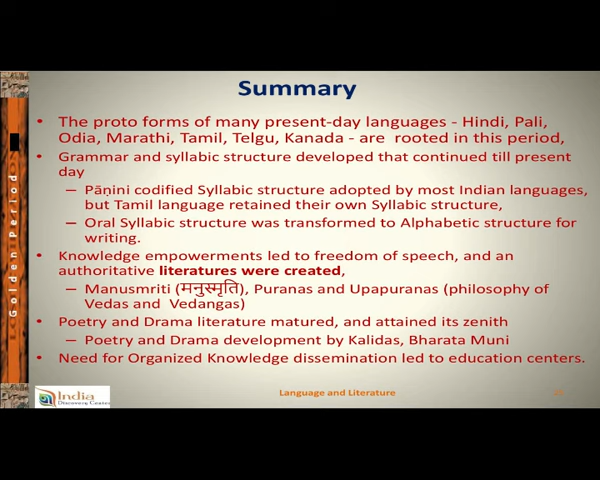 Summary
• The proto forms of many present-day languages - Hindi, Pali,
Odia, Marathi, Tamil, Telgu, Kanada - are rooted in this period,
• Grammar and syllabic structure developed that continued till present
day
– Pāṇini codified Syllabic structure adopted by most Indian languages,
but Tamil language retained their own Syllabic structure,
– Oral Syllabic structure was transformed to Alphabetic structure for
writing.
• Knowledge empowerments led to freedom of speech, and an
authoritative literatures were created,
– Manusmriti (मनुस्मृति), Puranas and Upapuranas (philosophy of
Vedas and Vedangas)
• Poetry and Drama literature matured, and attained its zenith
– Poetry and Drama development by Kalidas, Bharata Muni
• Need for Organized Knowledge dissemination led to education centers.
Golden Period
India
Discovery Center
Language and Literature